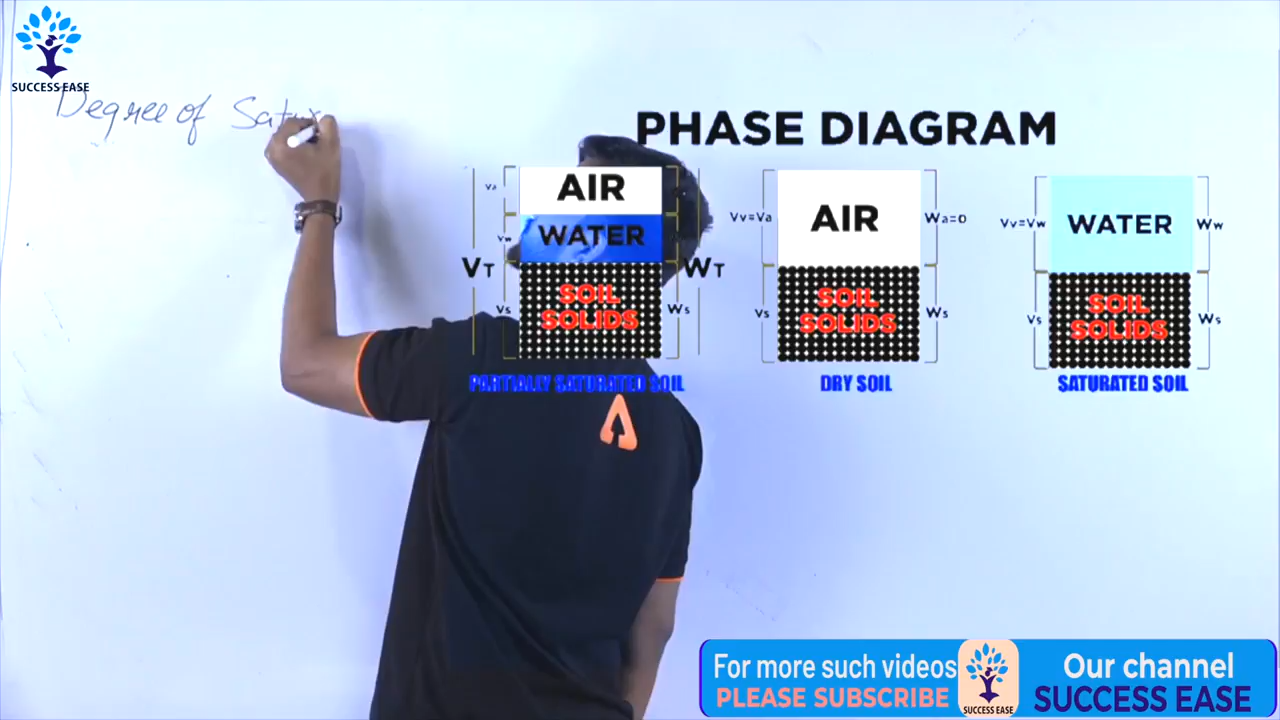 SUCCESS EASE
Degree of
PHASE DIAGRAM
AIR
WATER
SOIL
SOLIDS
Va
Vw
VT
Vs
WT
Ws
PARTIALLY SATURATED SOIL
AIR
SOIL
SOLIDS
Vv=Va
Wa=0
Vs
Ws
DRY SOIL
WATER
SOIL
SOLIDS
Vv=Vw
Ww
Vs
Ws
SATURATED SOIL
For more such videos
PLEASE SUBSCRIBE
SUCCESS EASE
Our channel
SUCCESS EASE